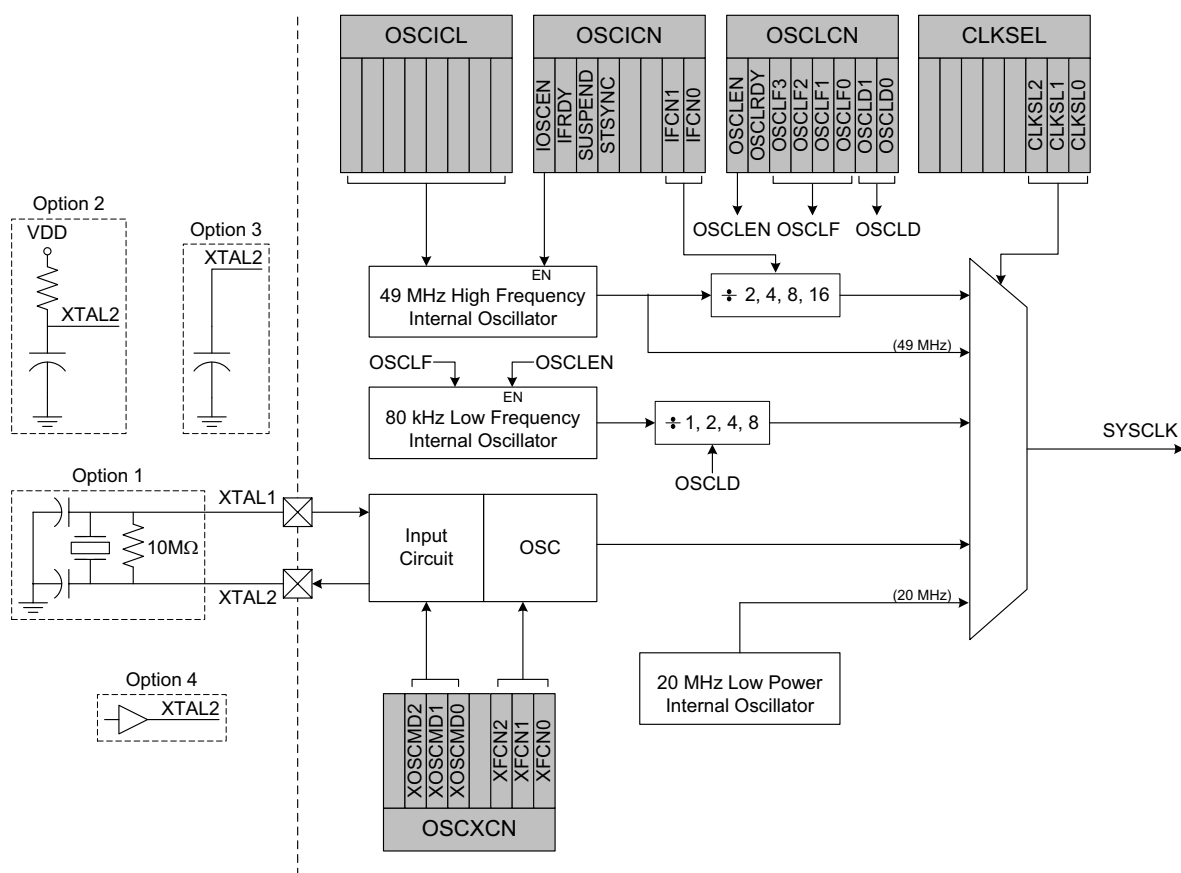 OSCICL
OSCICN
OSCLCN
CLKSEL
IOSCEN
IFRDY
SUSPEND
STSYNC
IFCN1
IFCN0
OSCLEN
OSCLRDY
OSCLF3
OSCLF2
OSCLF1
OSCLF0
OSCLD1
OSCLD0
CLKSL2
CLKSL1
CLKSL0
Option 2
VDD
XTAL2
Option 3
XTAL2
OSCLEN
OSCLF
OSCLD
EN
49 MHz High Frequency
Internal Oscillator
÷ 2, 4, 8, 16
(49 MHz)
OSCLF
OSCLEN
EN
80 kHz Low Frequency
Internal Oscillator
÷ 1, 2, 4, 8
OSCLD
SYSCLK
Option 1
XTAL1
10MΩ
XTAL2
Input
Circuit
OSC
(20 MHz)
20 MHz Low Power
Internal Oscillator
Option 4
XTAL2
XOSCMD2
XOSCMD1
XOSCMD0
XFCN2
XFCN1
XFCN0
OSCXCN